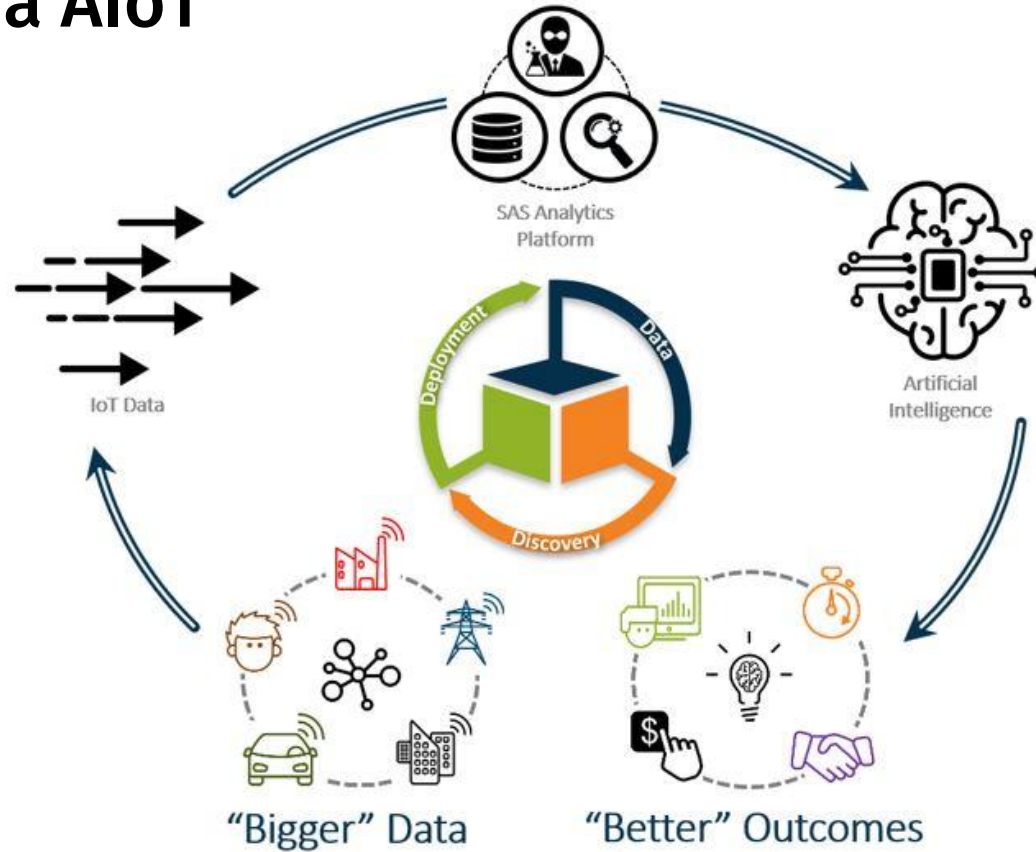 a AIoT
SAS Analytics
Platform
IoT Data
Artificial
Intelligence
Deployment
Data
Discovery
$
“Bigger” Data
“Better” Outcomes